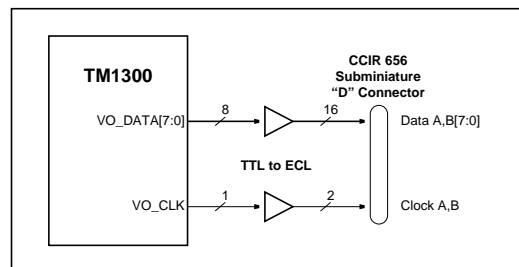 TM1300
CCIR 656
Subminiature
“D” Connector
VO_DATA[7:0]
8
16
Data A,B[7:0]
TTL to ECL
VO_CLK
1
2
Clock A,B